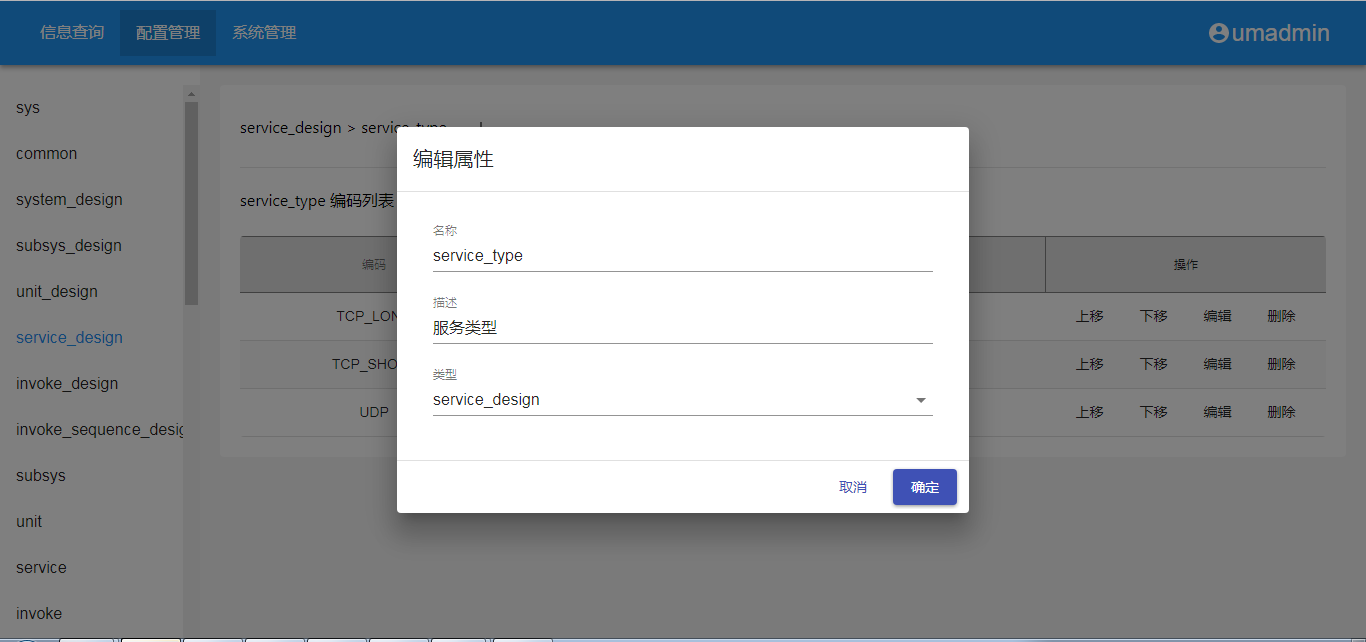 信息查询 配置管理 系统管理 umadmin
sys
common
system_design
subsys_design
unit_design
service_design
invoke_design
invoke_sequence_desig
subsys
unit
service
invoke
service_design > service_type
service_type 编码列表
编码 操作
TCP_LON 上移 下移 编辑 删除
TCP_SHO 上移 下移 编辑 删除
UDP 上移 下移 编辑 删除
编辑属性
名称
service_type
描述
服务类型
类型
service_design
取消 确定